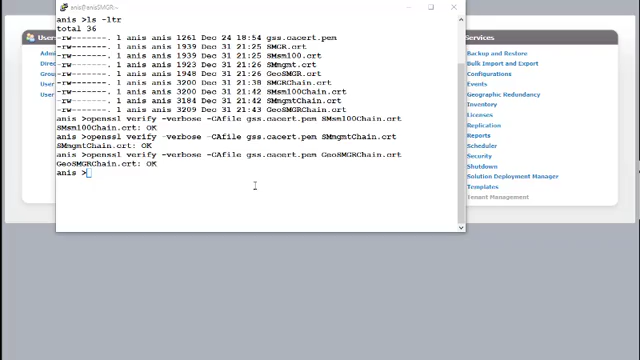 anis@anisSMGR:~
anis >ls -ltr
total 36
-rw-------. 1 anis anis 1261 Dec 24 18:54 gss.cacert.pem
-rw-------. 1 anis anis 1939 Dec 31 21:25 SMGR.crt
-rw-------. 1 anis anis 1939 Dec 31 21:25 SMsm100.crt
-rw-------. 1 anis anis 1923 Dec 31 21:26 SMmgmt.crt
-rw-------. 1 anis anis 1948 Dec 31 21:26 GeoSMGR.crt
-rw-------. 1 anis anis 3200 Dec 31 21:38 SMGRChain.crt
-rw-------. 1 anis anis 3200 Dec 31 21:42 SMsm100Chain.crt
-rw-------. 1 anis anis 3184 Dec 31 21:42 SMmgmtChain.crt
-rw-------. 1 anis anis 3209 Dec 31 21:43 GeoSMGRChain.crt
anis >openssl verify -verbose -CAfile gss.cacert.pem SMsm100Chain.crt
SMsm100Chain.crt: OK
anis >openssl verify -verbose -CAfile gss.cacert.pem SMmgmtChain.crt
SMmgmtChain.crt: OK
anis >openssl verify -verbose -CAfile gss.cacert.pem GeoSMGRChain.crt
GeoSMGRChain.crt: OK
anis >
Users
Services
Backup and Restore
Bulk Import and Export
Configurations
Events
Geographic Redundancy
Inventory
Licenses
Replication
Reports
Scheduler
Security
Shutdown
Solution Deployment Manager
Templates
Tenant Management